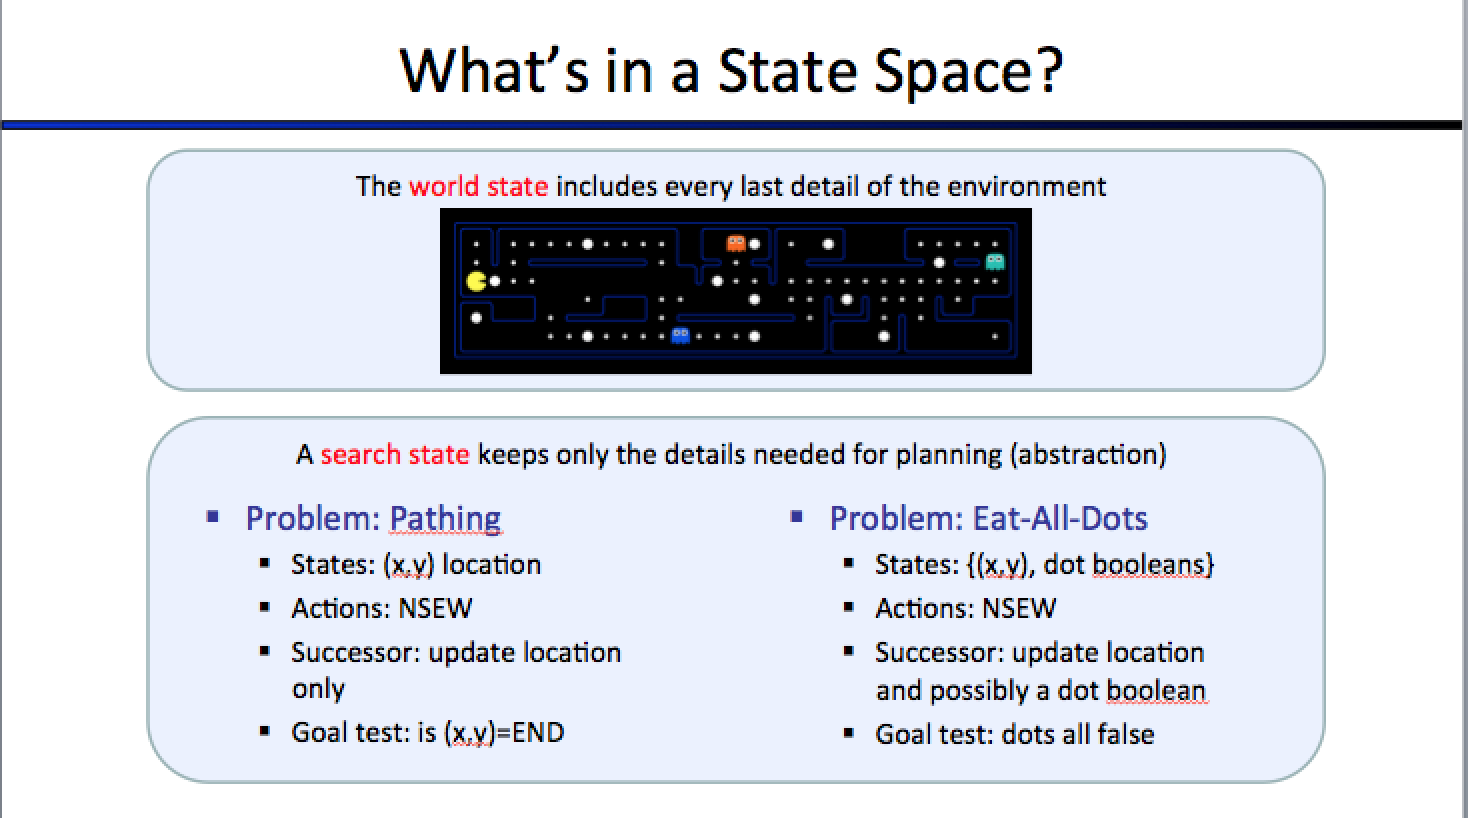 What's in a State Space?
The world state includes every last detail of the environment
A search state keeps only the details needed for planning (abstraction)
▪ Problem: Pathing
▪ States: (x,y) location
▪ Actions: NSEW
▪ Successor: update location
only
▪ Goal test: is (x,y)=END
▪ Problem: Eat-All-Dots
▪ States: {(x,y), dot booleans}
▪ Actions: NSEW
▪ Successor: update location
and possibly a dot boolean
▪ Goal test: dots all false